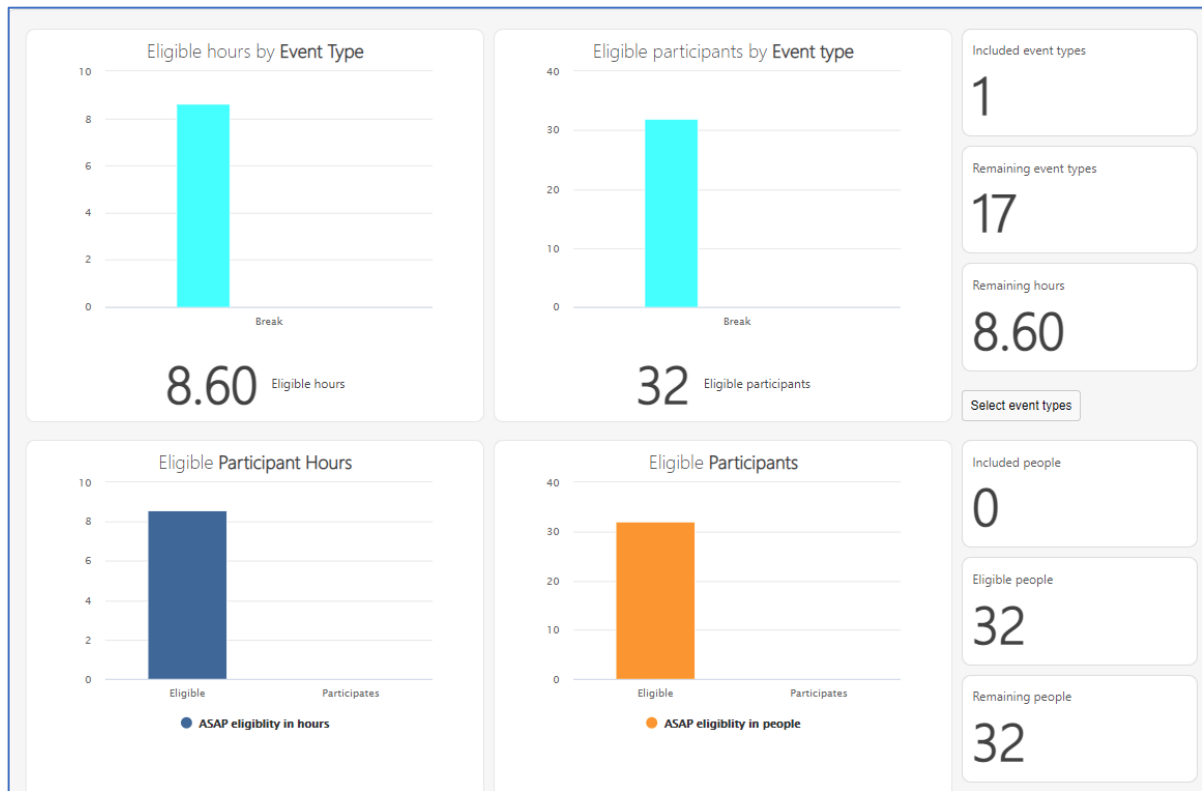 Eligible hours by Event Type
10
8
6
4
2
0
Break
8.60 Eligible hours
Eligible participants by Event type
40
30
20
10
0
Break
32 Eligible participants
Included event types
1
Remaining event types
17
Remaining hours
8.60
Select event types
Eligible Participant Hours
10
8
6
4
2
0
Eligible Participates
ASAP eligiblity in hours
Eligible Participants
40
30
20
10
0
Eligible Participates
ASAP eligiblity in people
Included people
0
Eligible people
32
Remaining people
32